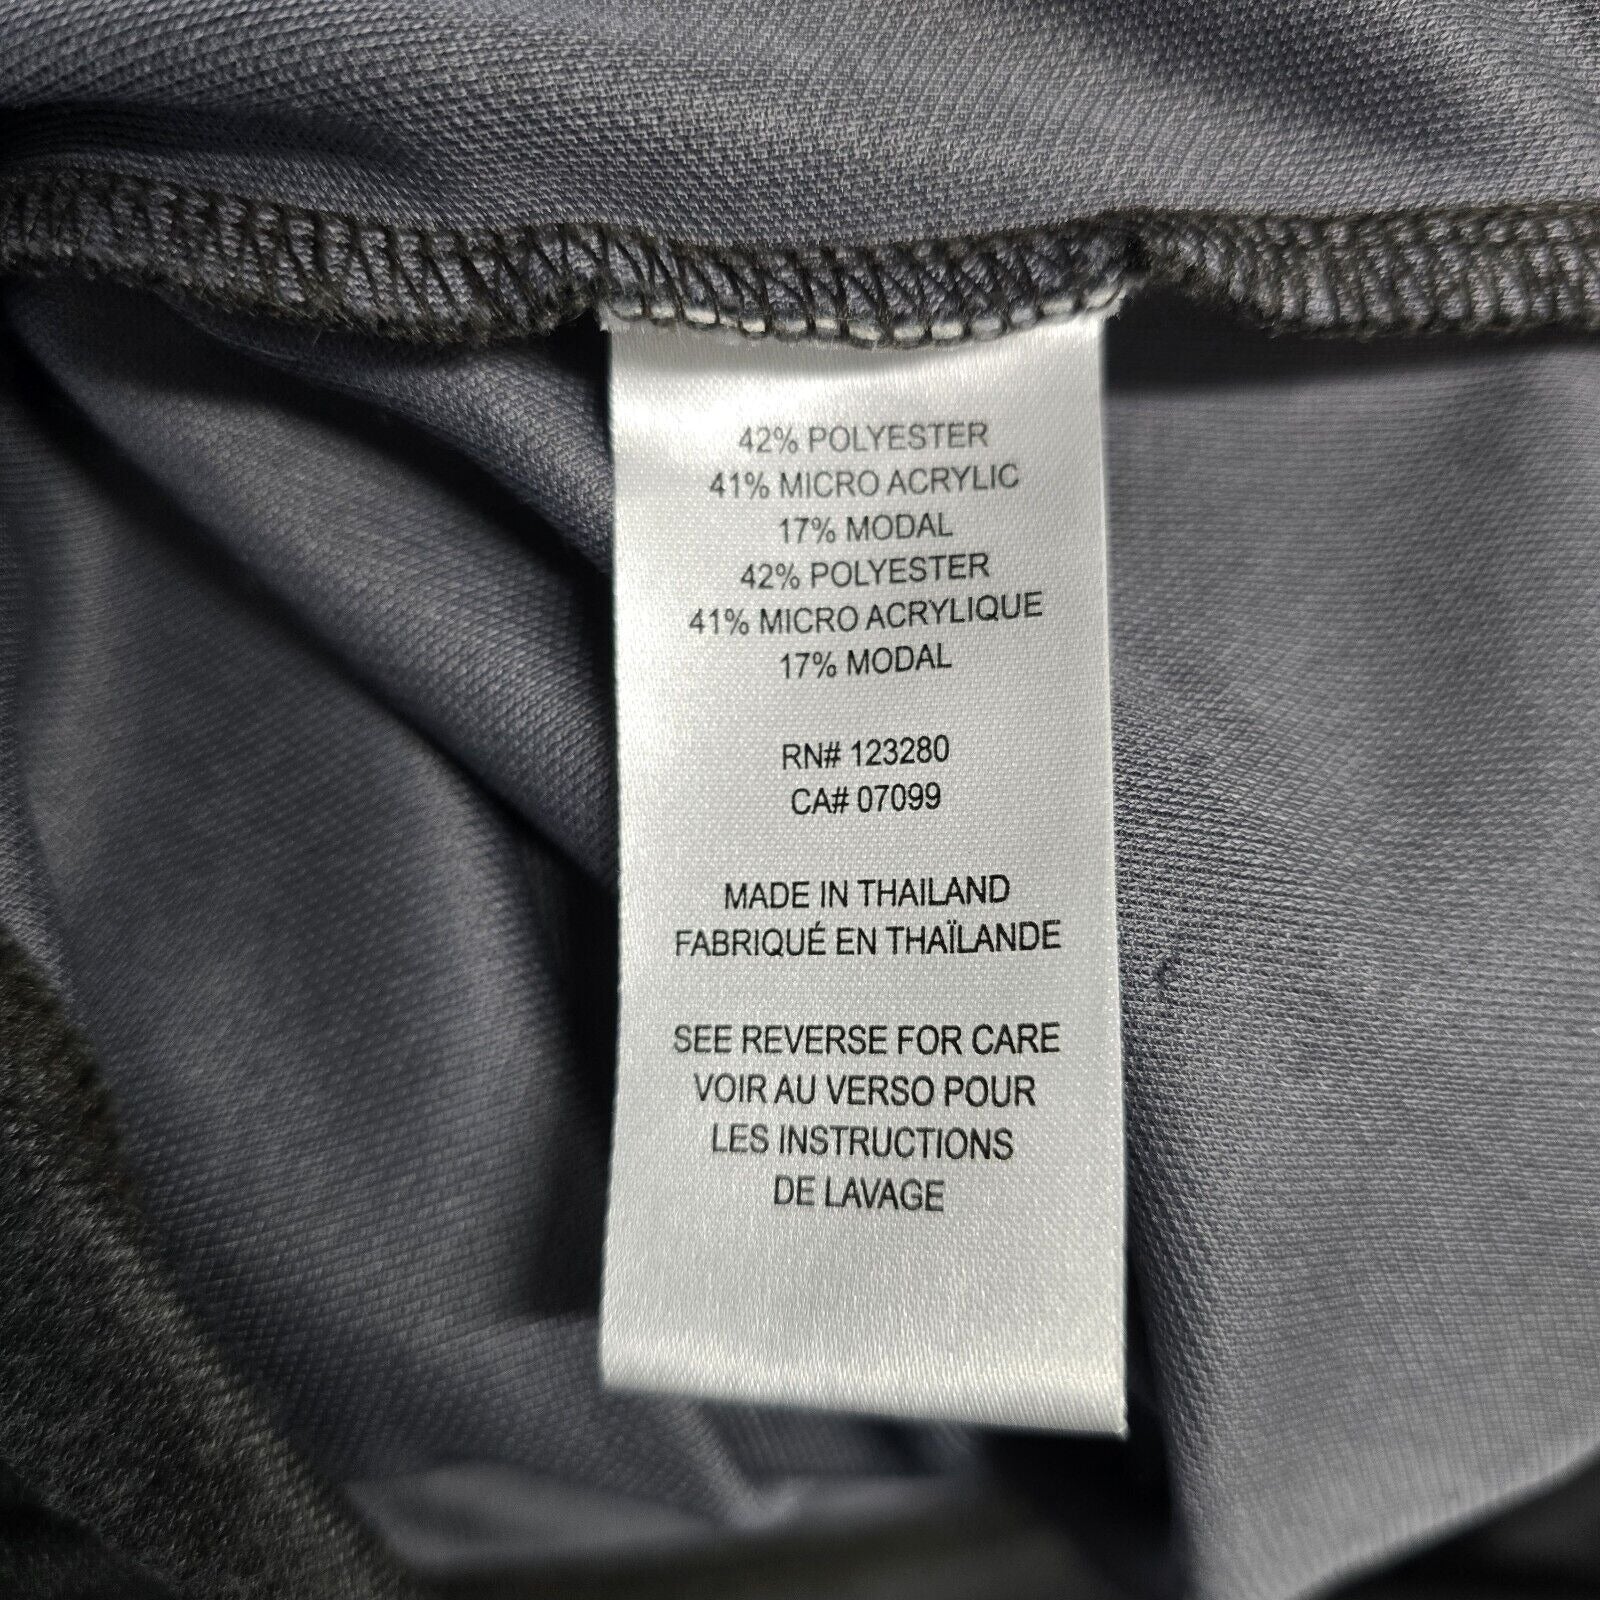 42% POLYESTER
41% MICRO ACRYLIC
17% MODAL
42% POLYESTER
41% MICRO ACRYLIQUE
17% MODAL
RN# 123280
CA# 07099
MADE IN THAILAND
FABRIQUÉ EN THAÏLANDE
SEE REVERSE FOR CARE
VOIR AU VERSO POUR
LES INSTRUCTIONS
DE LAVAGE